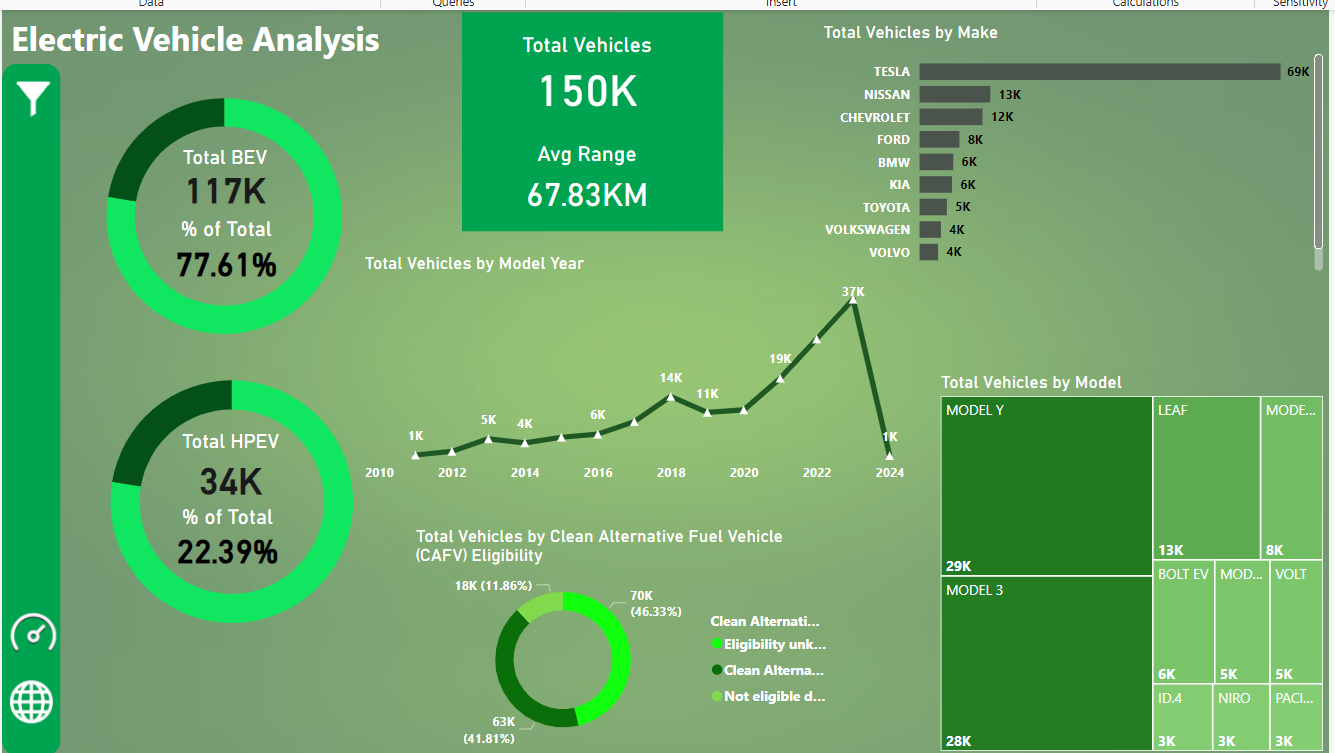 Data
Queries
Insert
Calculations
Sensitivity
Electric Vehicle Analysis
Total BEV
117K
% of Total
77.61%
Total HPEV
34K
% of Total
22.39%
Total Vehicles
150K
Avg Range
67.83KM
Total Vehicles by Make
TESLA 69K
NISSAN 13K
CHEVROLET 12K
FORD 8K
BMW 6K
KIA 6K
TOYOTA 5K
VOLKSWAGEN 4K
VOLVO 4K
Total Vehicles by Model Year
1K
5K
4K
6K
14K
11K
19K
37K
1K
2010 2012 2014 2016 2018 2020 2022 2024
Total Vehicles by Clean Alternative Fuel Vehicle
(CAFV) Eligibility
18K (11.86%)
70K
(46.33%)
63K
(41.81%)
Clean Alternati...
Eligibility unk...
Clean Alterna...
Not eligible d...
Total Vehicles by Model
MODEL Y
29K
MODEL 3
28K
LEAF
13K
MODE...
8K
BOLT EV
6K
MOD...
5K
VOLT
5K
ID.4
3K
NIRO
3K
PACI...
3K